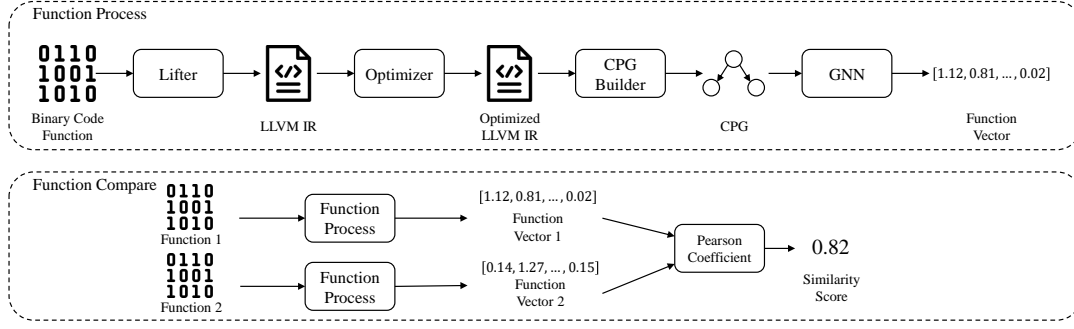 Function Process
0110
1001
1010
Binary Code
Function
Lifter
</>
LLVM IR
Optimizer
</>
Optimized
LLVM IR
CPG
Builder
CPG
GNN
[1.12, 0.81, ... , 0.02]
Function
Vector
Function Compare
0110
1001
1010
Function 1
Function
Process
[1.12, 0.81, ... , 0.02]
Function
Vector 1
0110
1001
1010
Function 2
Function
Process
[0.14, 1.27, ... , 0.15]
Function
Vector 2
Pearson
Coefficient
0.82
Similarity
Score